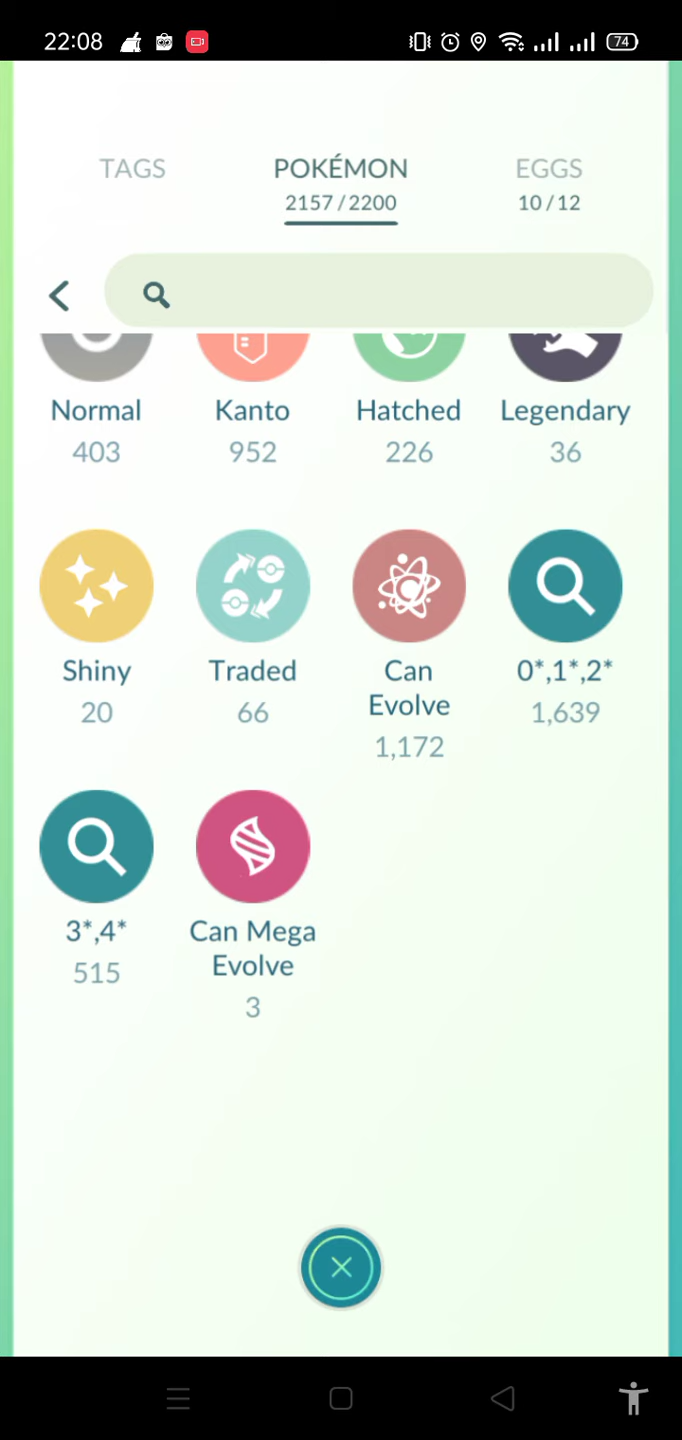 22:08
74
TAGS POKÉMON EGGS
2157 / 2200 10 / 12
Normal Kanto Hatched Legendary
403 952 226 36
Shiny Traded Can 0*,1*,2*
Evolve
20 66 1,639
1,172
3*,4* Can Mega
Evolve
515
3